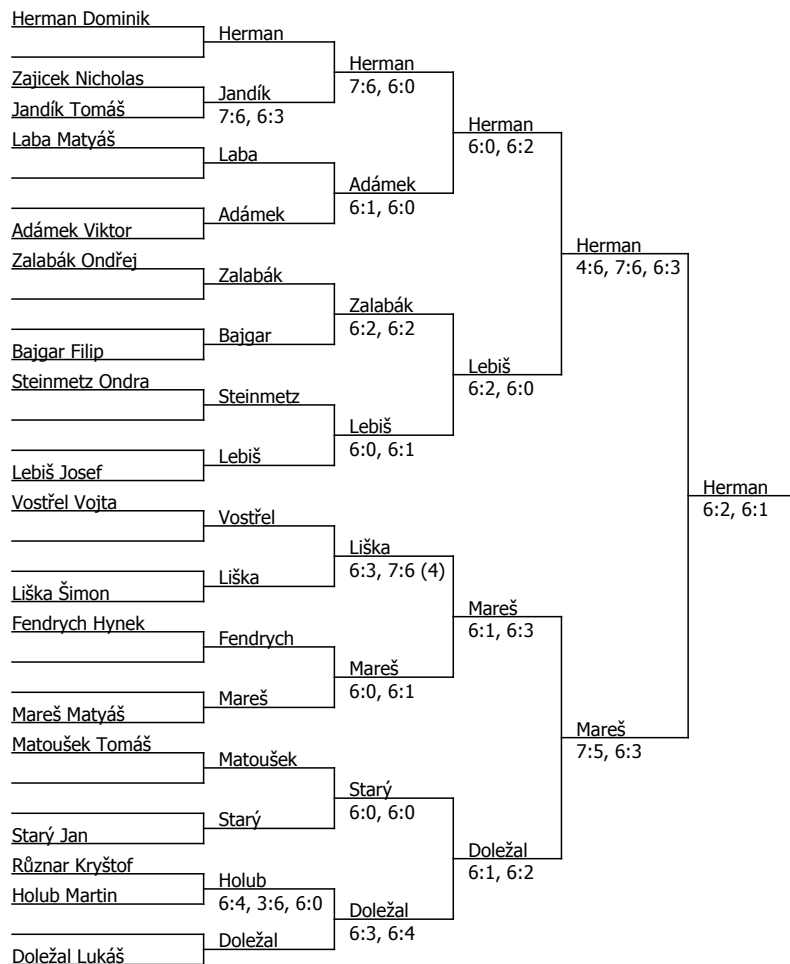 Herman Dominik
Zajicek Nicholas
Jandík Tomáš
Laba Matyáš
Adámek Viktor
Zalabák Ondřej
Bajgar Filip
Steinmetz Ondra
Lebiš Josef
Vostřel Vojta
Liška Šimon
Fendrych Hynek
Mareš Matyáš
Matoušek Tomáš
Starý Jan
Různar Kryštof
Holub Martin
Doležal Lukáš
Herman
Jandík
7:6, 6:3
Laba
Adámek
Zalabák
Bajgar
Steinmetz
Lebiš
Vostřel
Liška
Fendrych
Mareš
Matoušek
Starý
Holub
6:4, 3:6, 6:0
Doležal
Herman
7:6, 6:0
Adámek
6:1, 6:0
Zalabák
6:2, 6:2
Lebiš
6:0, 6:1
Liška
6:3, 7:6 (4)
Mareš
6:0, 6:1
Starý
6:0, 6:0
Doležal
6:3, 6:4
Herman
6:0, 6:2
Lebiš
6:2, 6:0
Mareš
6:1, 6:3
Doležal
6:1, 6:2
Herman
4:6, 7:6, 6:3
Mareš
7:5, 6:3
Herman
6:2, 6:1